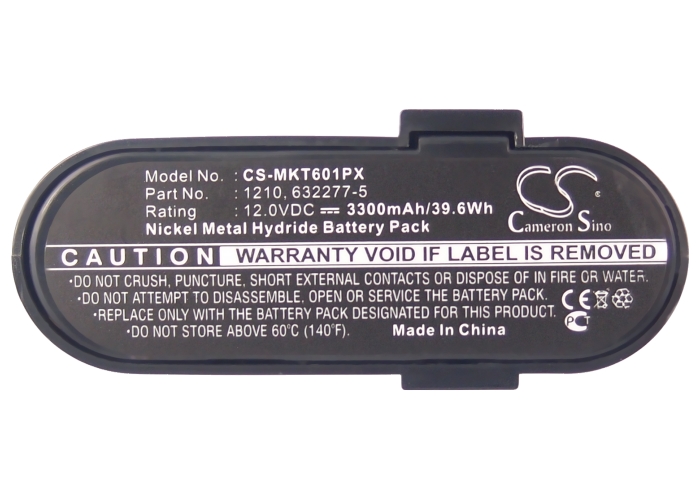 Model No. : CS-MKT601PX
Part No. : 1210, 632277-5
Rating : 12.0VDC ⎓ 3300mAh/39.6Wh
Nickel Metal Hydride Battery Pack
CS
Cameron Sino
CAUTION WARRANTY VOID IF LABEL IS REMOVED
•DO NOT CRUSH, PUNCTURE, SHORT EXTERNAL CONTACTS OR DISPOSE OF IN FIRE OR WATER.
•DO NOT ATTEMPT TO DISASSEMBLE, OPEN OR SERVICE THE BATTERY PACK.
•REPLACE ONLY WITH THE BATTERY PACK DESIGNATED FOR THIS PRODUCT.
•DO NOT STORE ABOVE 60°C (140°F).
Made In China
CE
PCT